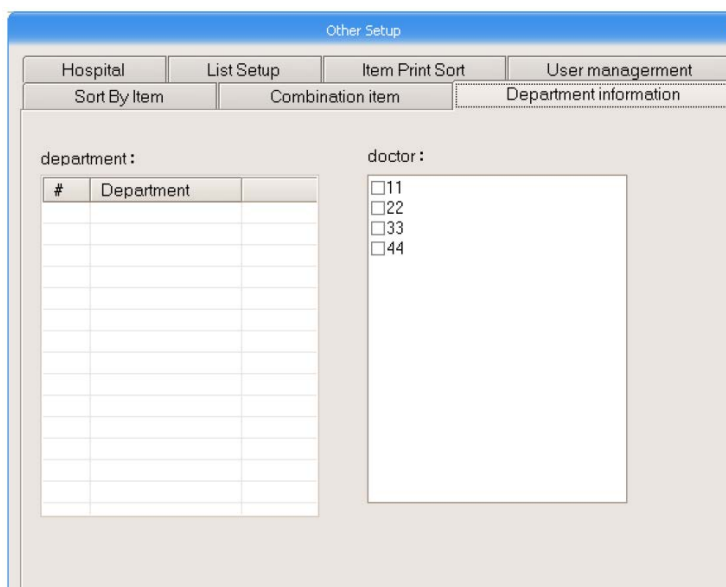 Other Setup
Hospital List Setup Item Print Sort User managerment
Sort By Item Combination item Department information
department:
# Department
doctor:
11
22
33
44